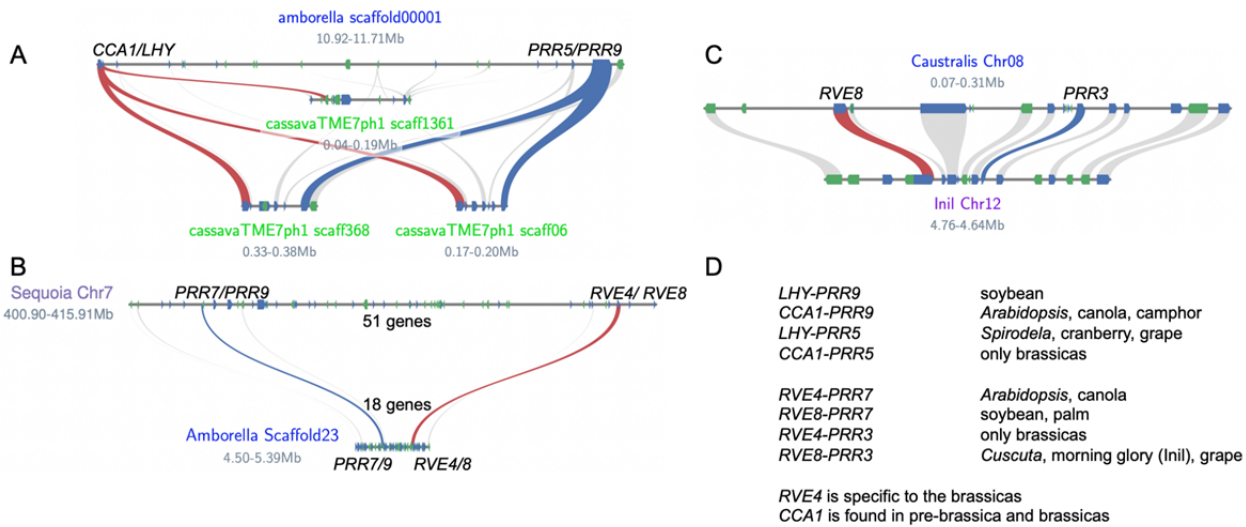 A
amborella scaffold00001
10.92-11.71Mb
CCA1/LHY
PRR5/PRR9
cassavaTME7ph1 scaff1361
0.04-0.19Mb
cassavaTME7ph1 scaff368
0.33-0.38Mb
cassavaTME7ph1 scaff06
0.17-0.20Mb
B
Sequoia Chr7
400.90-415.91Mb
PRR7/PRR9
RVE4/ RVE8
51 genes
18 genes
Amborella Scaffold23
4.50-5.39Mb
PRR7/9
RVE4/8
C
Caustralis Chr08
0.07-0.31Mb
RVE8
PRR3
Inil Chr12
4.76-4.64Mb
D
LHY-PRR9 soybean
CCA1-PRR9 Arabidopsis, canola, camphor
LHY-PRR5 Spirodela, cranberry, grape
CCA1-PRR5 only brassicas
RVE4-PRR7 Arabidopsis, canola
RVE8-PRR7 soybean, palm
RVE4-PRR3 only brassicas
RVE8-PRR3 Cuscuta, morning glory (Inil), grape
RVE4 is specific to the brassicas
CCA1 is found in pre-brassica and brassicas